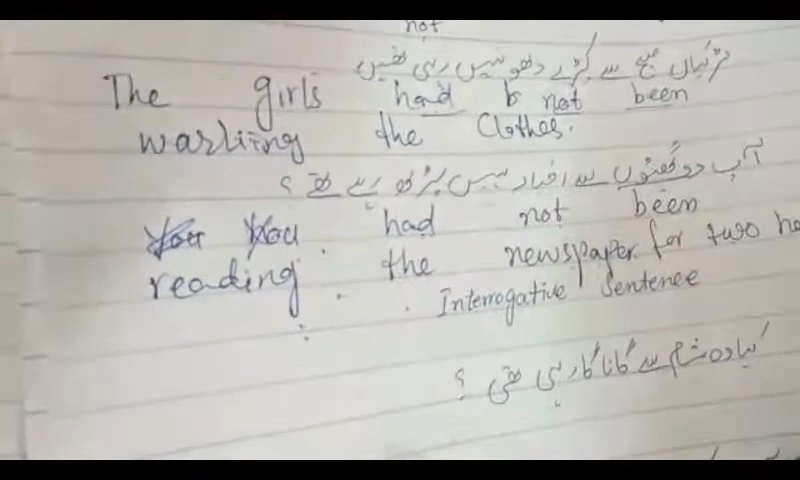 not
لڑکیاں صبح سے کپڑے دھو نہیں رہی تھیں
The girls had not been
warliing the Clothes.
آپ دو گھنٹوں سے اخبار نہیں پڑھ رہے تھے ؟
You had not been
reading the newspaper for two
Interrogative Sentence
کیا وہ شام سے گانا گا رہی تھی ؟